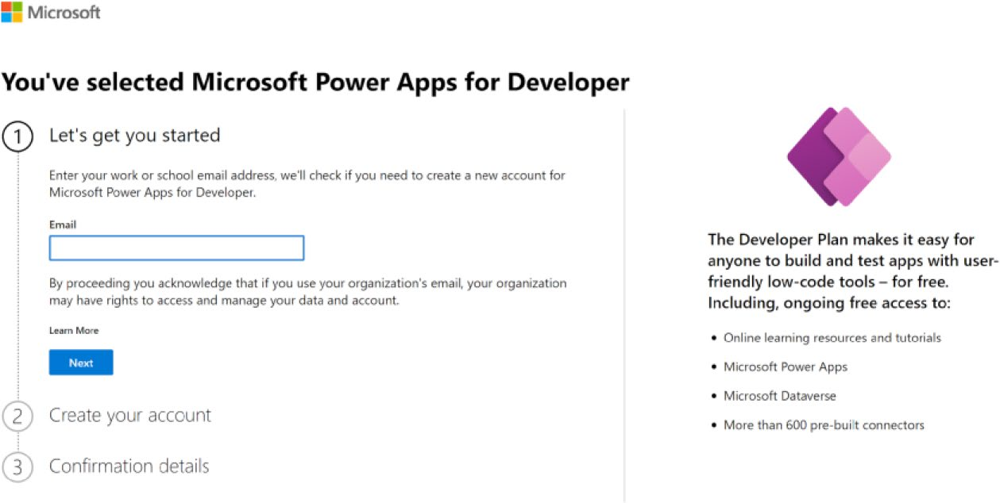 Microsoft
You've selected Microsoft Power Apps for Developer
1 Let's get you started
Enter your work or school email address, we'll check if you need to create a new account for
Microsoft Power Apps for Developer.
Email
By proceeding you acknowledge that if you use your organization's email, your organization
may have rights to access and manage your data and account.
Learn More
Next
2 Create your account
3 Confirmation details
The Developer Plan makes it easy for
anyone to build and test apps with user-
friendly low-code tools – for free.
Including, ongoing free access to:
• Online learning resources and tutorials
• Microsoft Power Apps
• Microsoft Dataverse
• More than 600 pre-built connectors